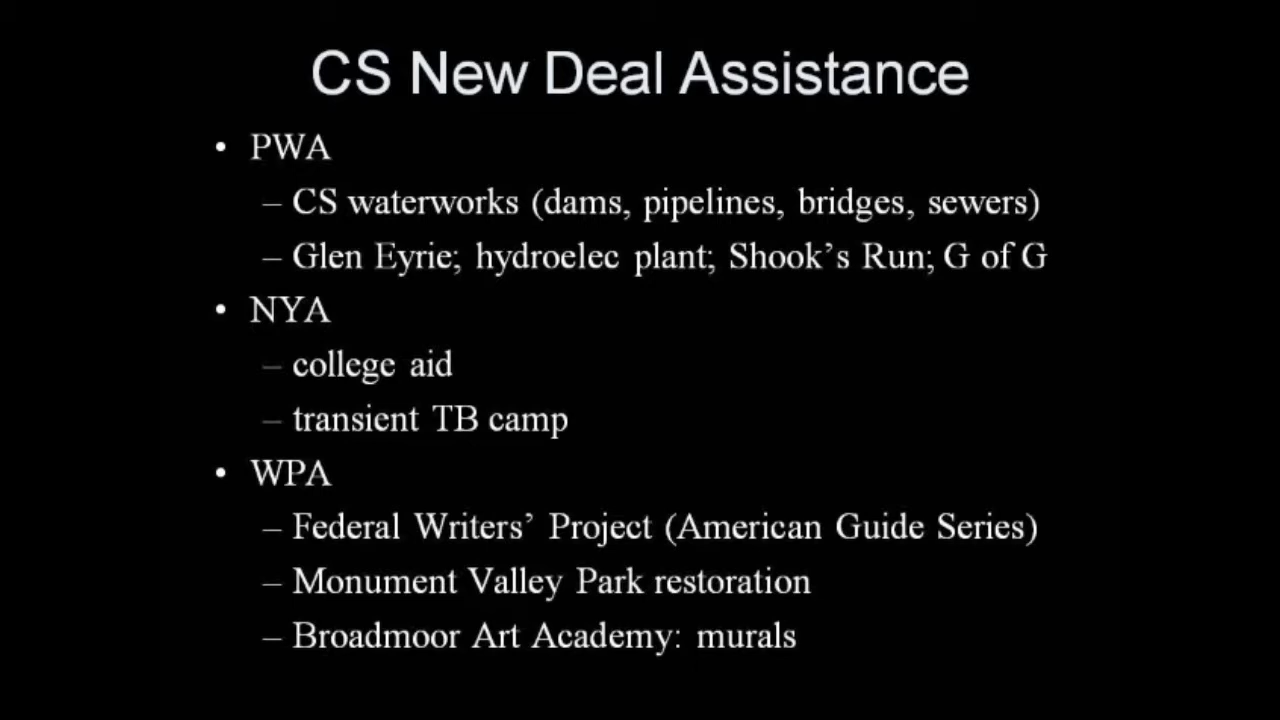 CS New Deal Assistance
• PWA
– CS waterworks (dams, pipelines, bridges, sewers)
– Glen Eyrie; hydroelec plant; Shook’s Run; G of G
• NYA
– college aid
– transient TB camp
• WPA
– Federal Writers’ Project (American Guide Series)
– Monument Valley Park restoration
– Broadmoor Art Academy: murals